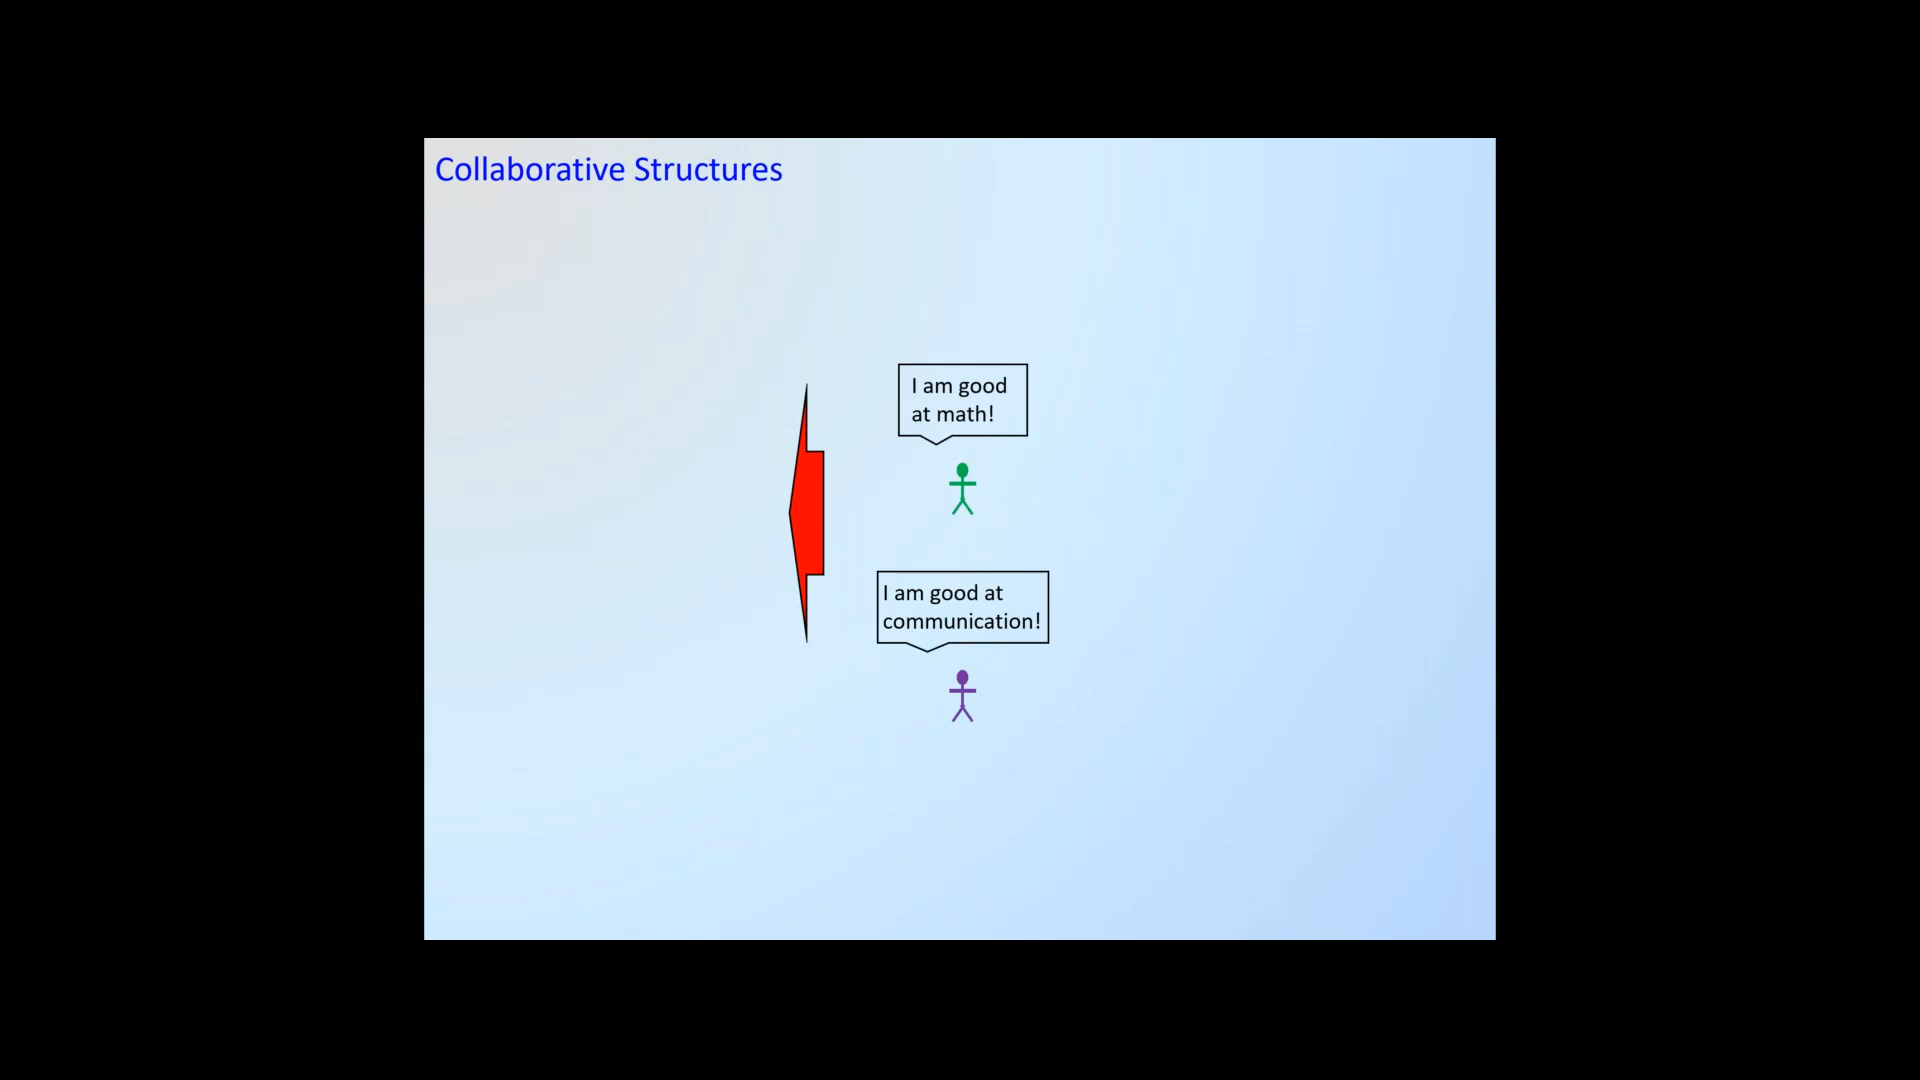 Collaborative Structures
I am good
at math!
I am good at
communication!